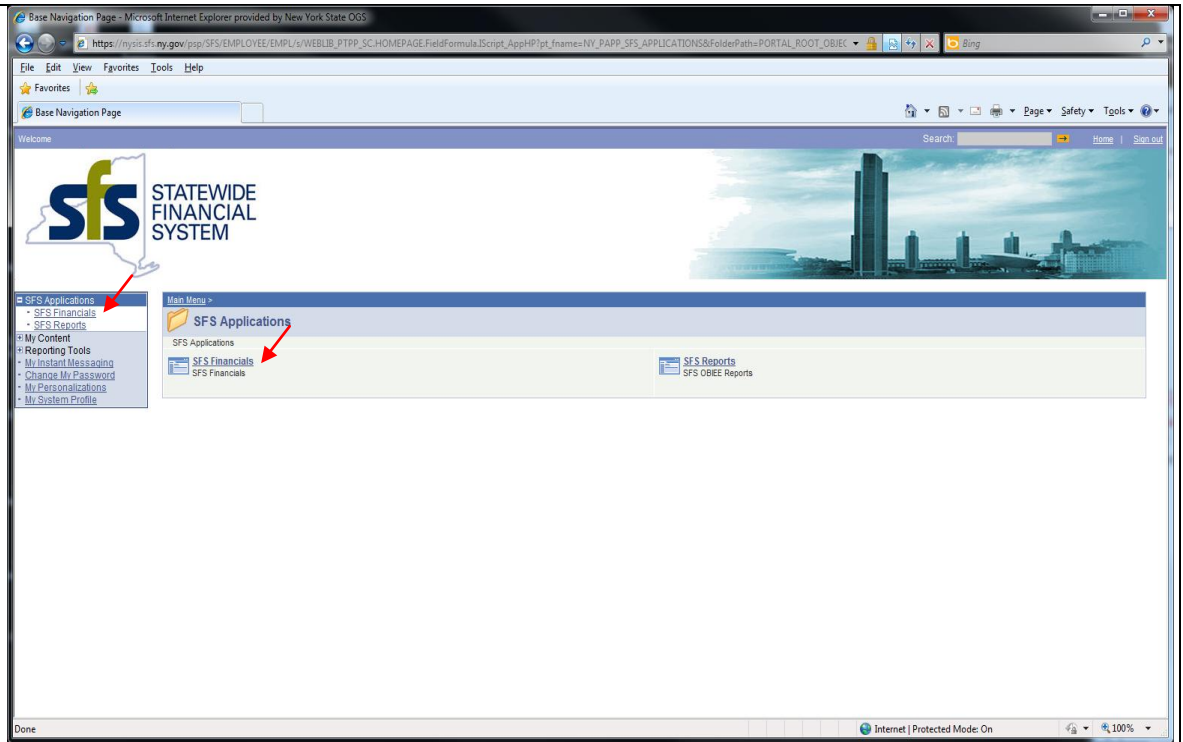 Base Navigation Page - Microsoft Internet Explorer provided by New York State OGS
https://nysis.sfs.ny.gov/psp/SFS/EMPLOYEE/EMPL/s/WEBLIB_PTPP_SC.HOMEPAGE.FieldFormula.IScript_AppHP?pt_fname=NY_PAPP_SFS_APPLICATIONS&FolderPath=PORTAL_ROOT_OBJEC
Bing
File Edit View Favorites Tools Help
Favorites
Base Navigation Page
Page Safety Tools
Welcome
Search:
Home | Sign out
sfs STATEWIDE
FINANCIAL
SYSTEM
SFS Applications
SFS Financials
SFS Reports
My Content
Reporting Tools
My Instant Messaging
Change My Password
My Personalizations
My System Profile
Main Menu >
SFS Applications
SFS Applications
SFS Financials
SFS Financials
SFS Reports
SFS OBIEE Reports
Done
Internet | Protected Mode: On
100%